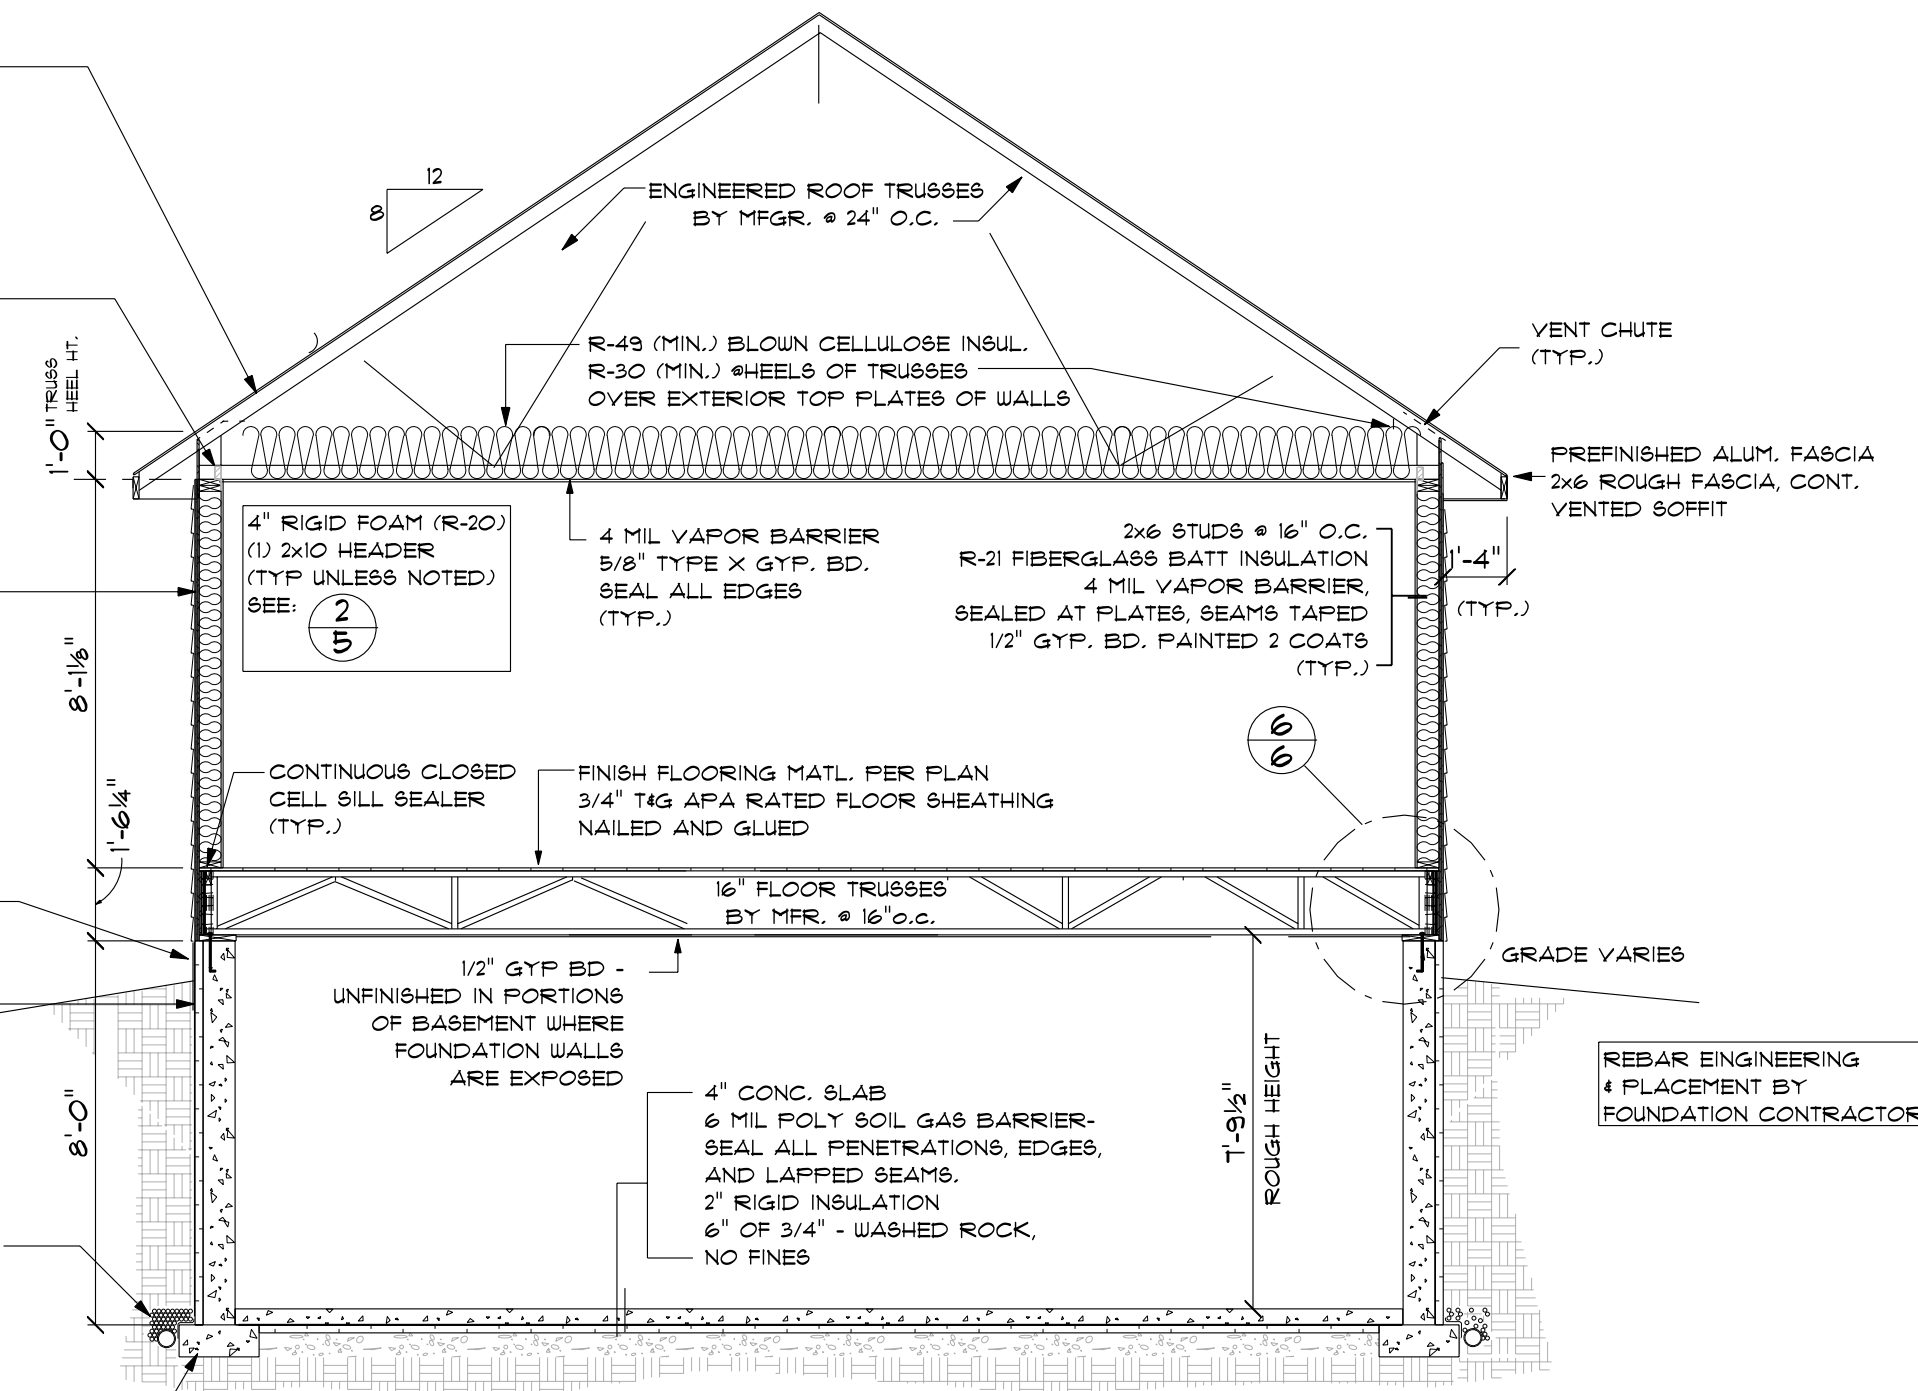 12
8
ENGINEERED ROOF TRUSSES
BY MFGR. @ 24" O.C.
R-49 (MIN.) BLOWN CELLULOSE INSUL.
R-30 (MIN.) @HEELS OF TRUSSES
OVER EXTERIOR TOP PLATES OF WALLS
VENT CHUTE
(TYP.)
1'-0" TRUSS
HEEL HT.
PREFINISHED ALUM. FASCIA
2x6 ROUGH FASCIA, CONT.
VENTED SOFFIT
4" RIGID FOAM (R-20)
(1) 2x10 HEADER
(TYP UNLESS NOTED)
SEE:
2
5
4 MIL VAPOR BARRIER
5/8" TYPE X GYP. BD.
SEAL ALL EDGES
(TYP.)
2x6 STUDS @ 16" O.C.
R-21 FIBERGLASS BATT INSULATION
4 MIL VAPOR BARRIER,
SEALED AT PLATES, SEAMS TAPED
1/2" GYP. BD. PAINTED 2 COATS
(TYP.)
1'-4"
(TYP.)
8'-1⅛"
6
6
1'-6¼"
CONTINUOUS CLOSED
CELL SILL SEALER
(TYP.)
FINISH FLOORING MATL. PER PLAN
3/4" T&G APA RATED FLOOR SHEATHING
NAILED AND GLUED
16" FLOOR TRUSSES
BY MFR. @ 16"o.c.
GRADE VARIES
1/2" GYP BD -
UNFINISHED IN PORTIONS
OF BASEMENT WHERE
FOUNDATION WALLS
ARE EXPOSED
8'-0"
4" CONC. SLAB
6 MIL POLY SOIL GAS BARRIER-
SEAL ALL PENETRATIONS, EDGES,
AND LAPPED SEAMS.
2" RIGID INSULATION
6" OF 3/4" - WASHED ROCK,
NO FINES
7'-9½"
ROUGH HEIGHT
REBAR EINGINEERING
& PLACEMENT BY
FOUNDATION CONTRACTOR